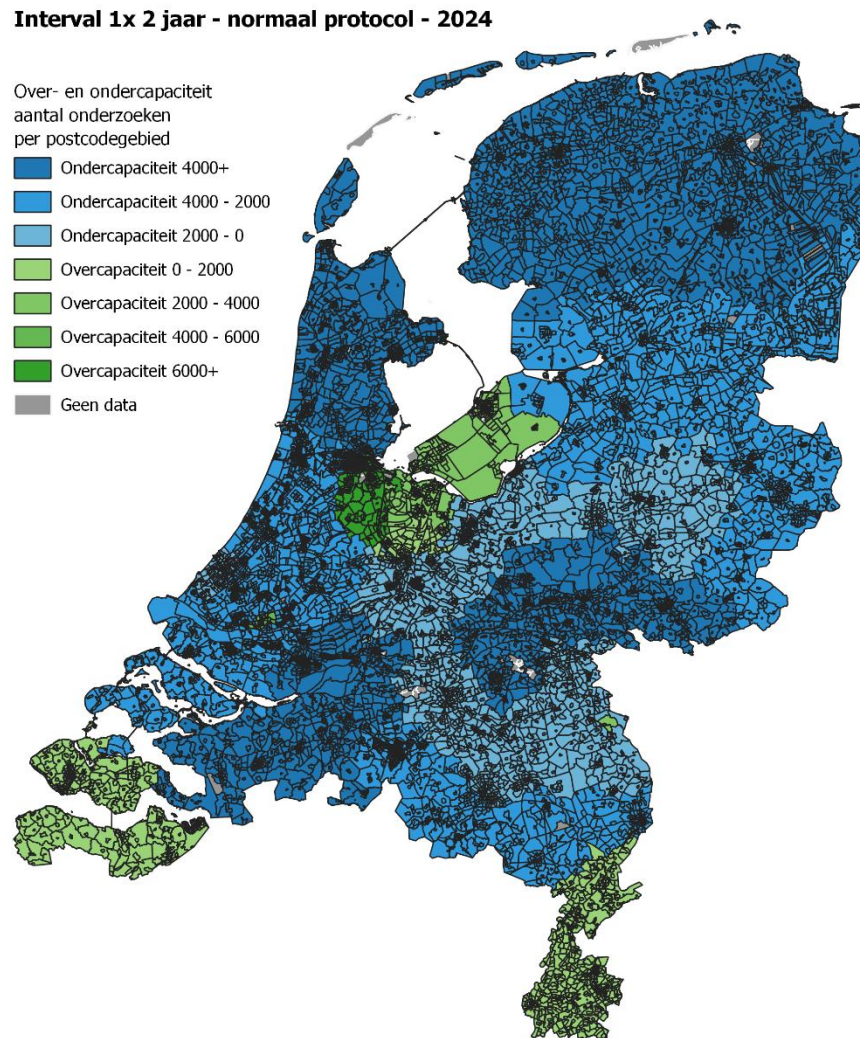 Interval 1x 2 jaar - normaal protocol - 2024
Over- en ondercapaciteit
aantal onderzoeken
per postcodegebied
Ondercapaciteit 4000+
Ondercapaciteit 4000 - 2000
Ondercapaciteit 2000 - 0
Overcapaciteit 0 - 2000
Overcapaciteit 2000 - 4000
Overcapaciteit 4000 - 6000
Overcapaciteit 6000+
Geen data